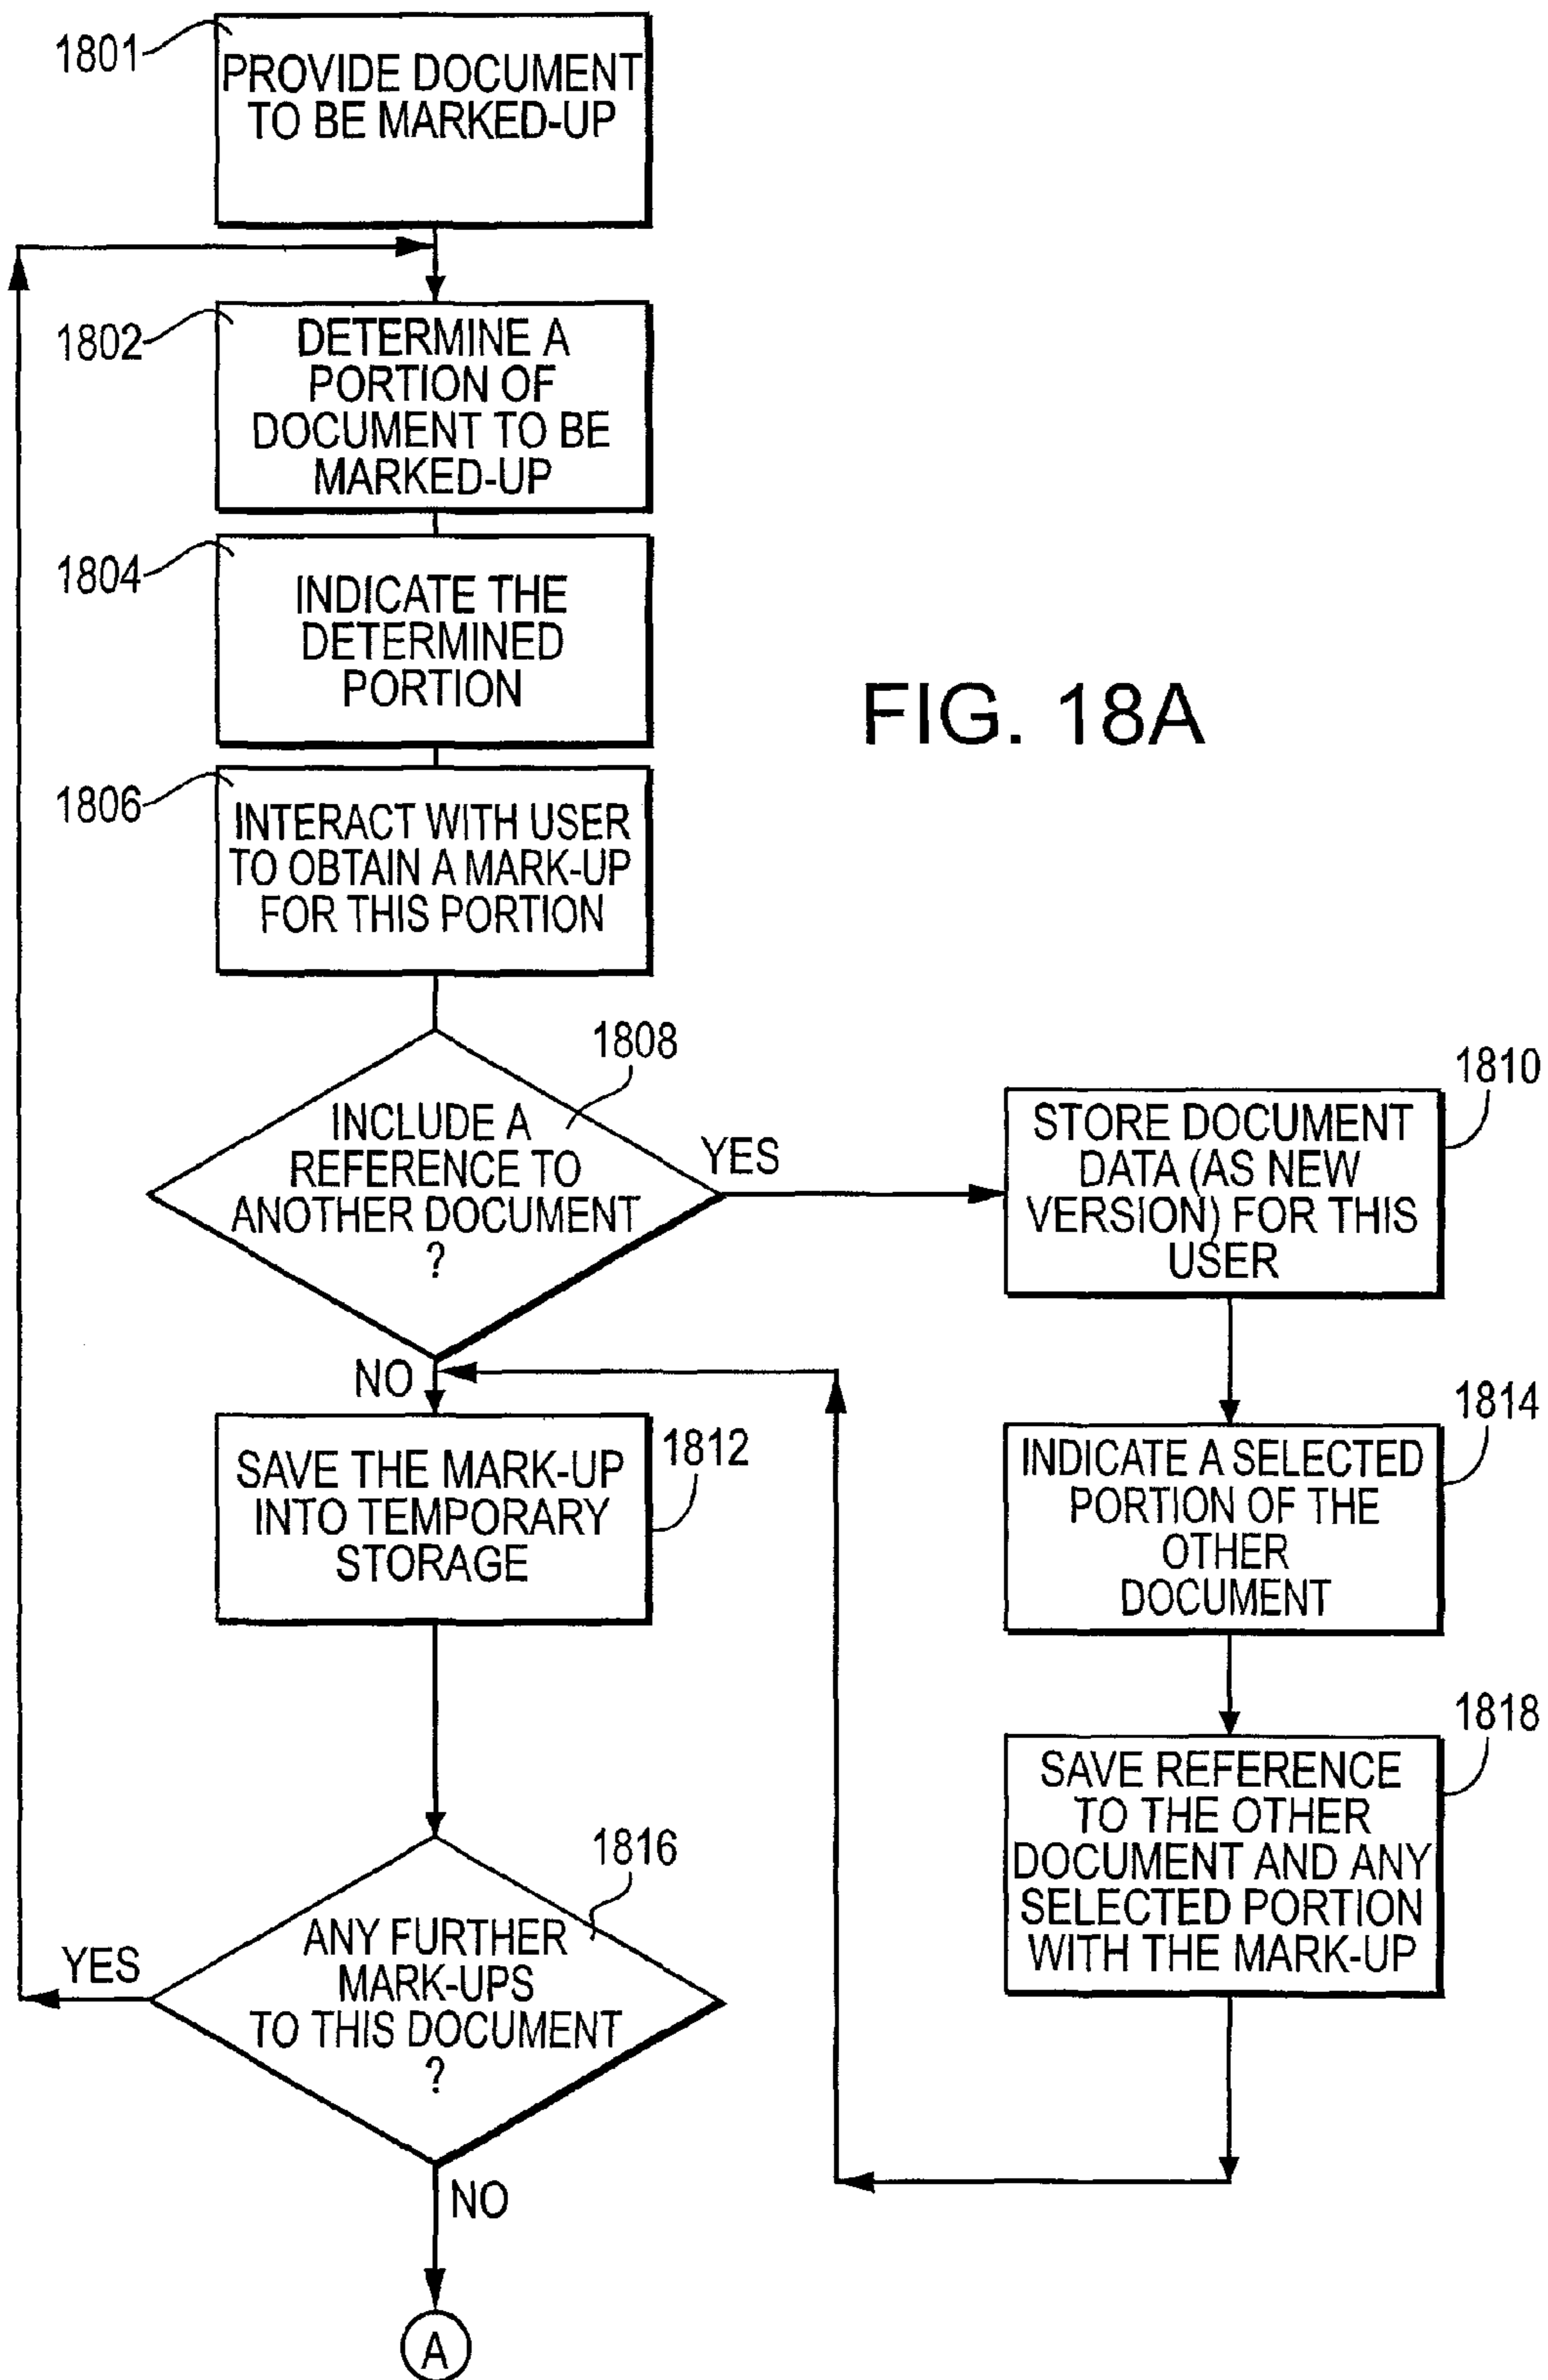 1801
PROVIDE DOCUMENT
TO BE MARKED-UP
1802
DETERMINE A
PORTION OF
DOCUMENT TO BE
MARKED-UP
1804
INDICATE THE
DETERMINED
PORTION
FIG. 18A
1806
INTERACT WITH USER
TO OBTAIN A MARK-UP
FOR THIS PORTION
1808
INCLUDE A
REFERENCE TO
ANOTHER DOCUMENT
?
YES
NO
1810
STORE DOCUMENT
DATA (AS NEW
VERSION) FOR THIS
USER
1812
SAVE THE MARK-UP
INTO TEMPORARY
STORAGE
1814
INDICATE A SELECTED
PORTION OF THE
OTHER
DOCUMENT
1818
SAVE REFERENCE
TO THE OTHER
DOCUMENT AND ANY
SELECTED PORTION
WITH THE MARK-UP
1816
ANY FURTHER
MARK-UPS
TO THIS DOCUMENT
?
YES
NO
A